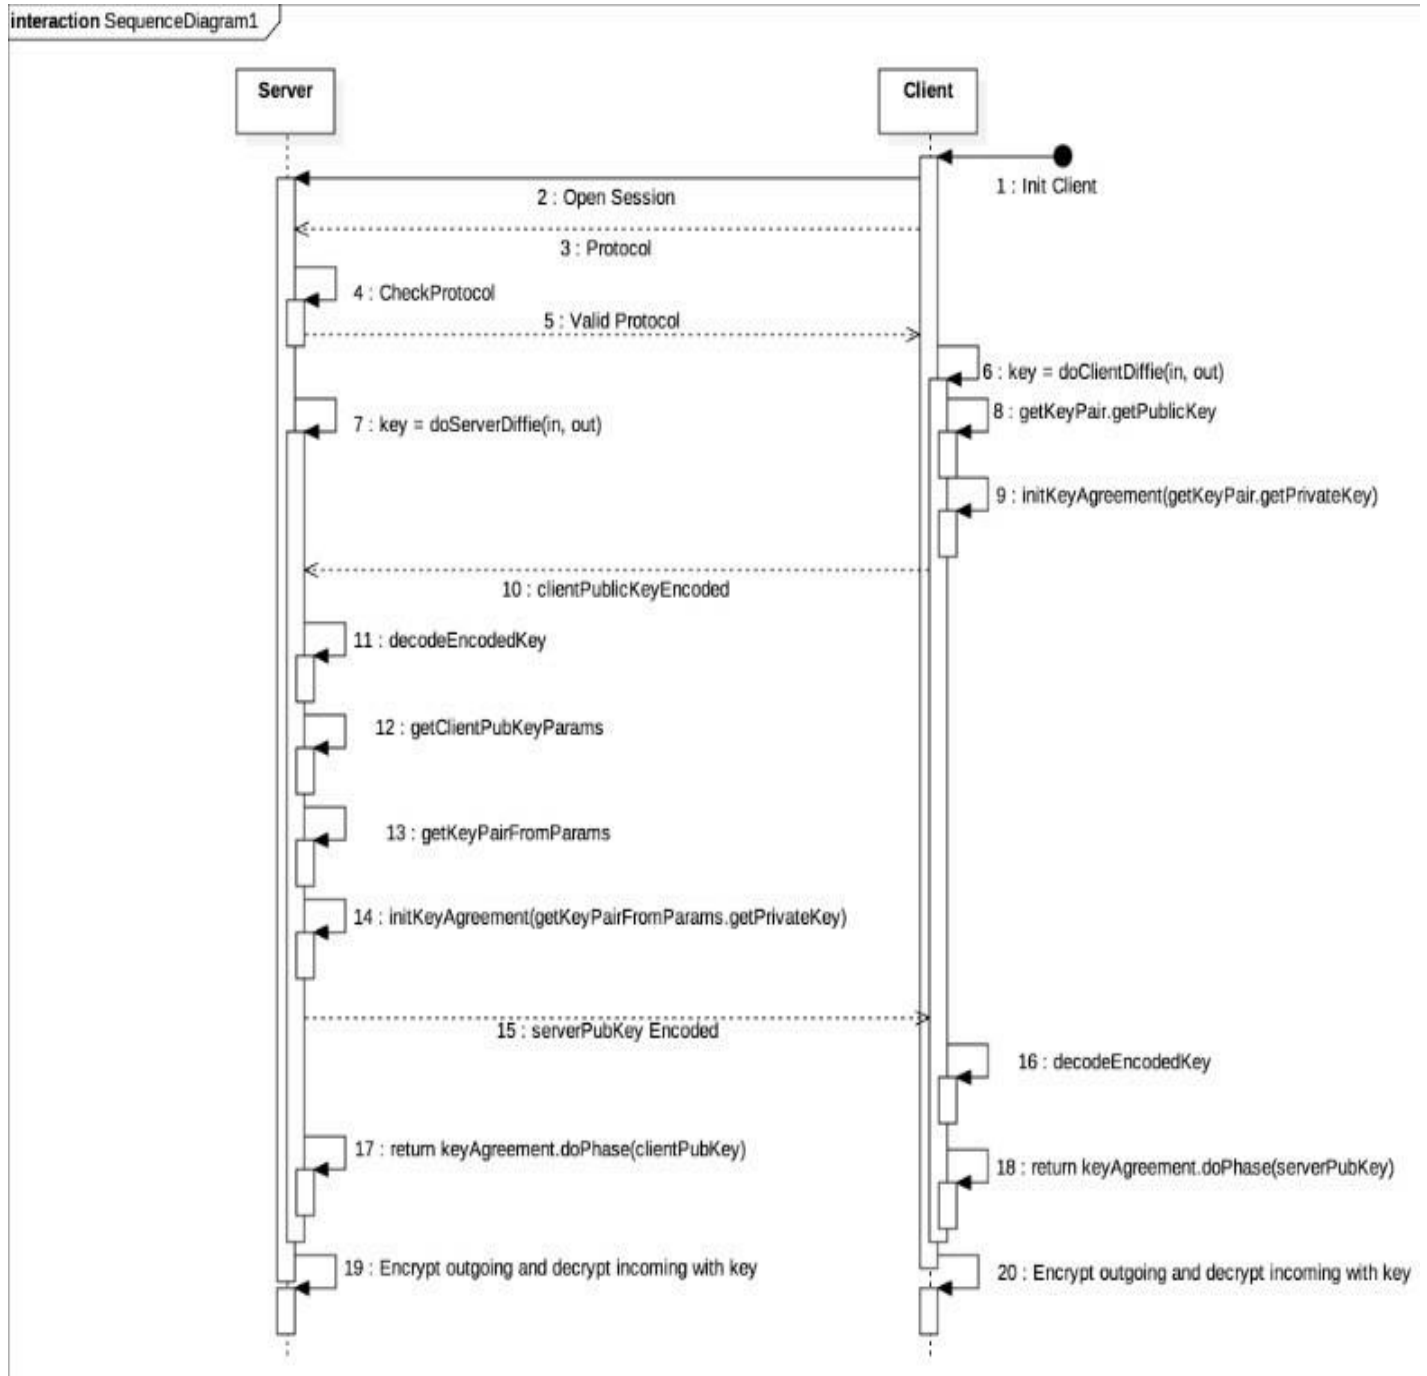 interaction SequenceDiagram1
Server
Client
1 : Init Client
2 : Open Session
3 : Protocol
4 : CheckProtocol
5 : Valid Protocol
6 : key = doClientDiffie(in, out)
8 : getKeyPair.getPublicKey
7 : key = doServerDiffie(in, out)
9 : initKeyAgreement(getKeyPair.getPrivateKey)
10 : clientPublicKeyEncoded
11 : decodeEncodedKey
12 : getClientPubKeyParams
13 : getKeyPairFromParams
14 : initKeyAgreement(getKeyPairFromParams.getPrivateKey)
15 : serverPubKey Encoded
16 : decodeEncodedKey
17 : return keyAgreement.doPhase(clientPubKey)
18 : return keyAgreement.doPhase(serverPubKey)
19 : Encrypt outgoing and decrypt incoming with key
20 : Encrypt outgoing and decrypt incoming with key